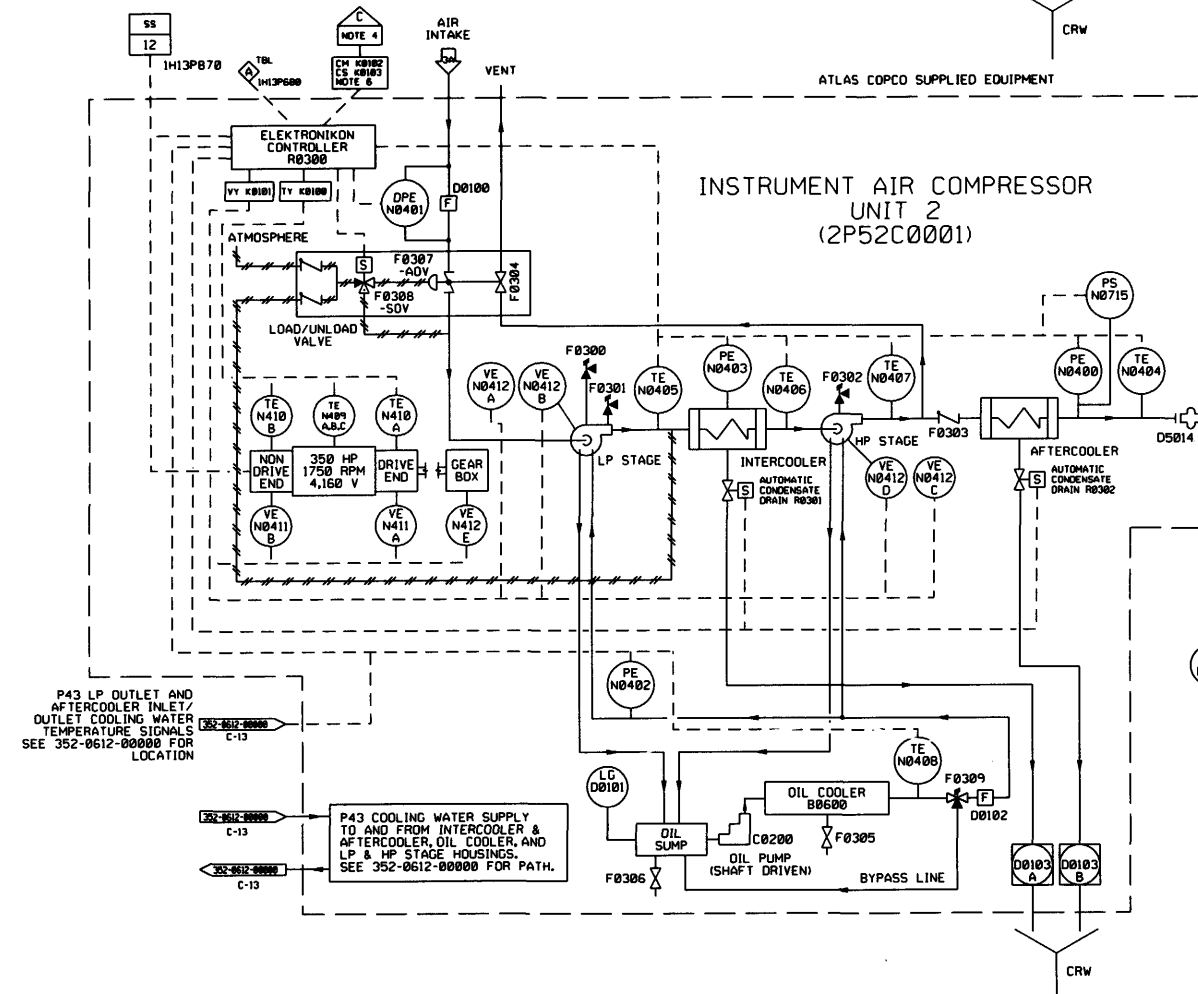 SS
12
1H13P870
C
NOTE 4
CM K0102
CS K0103
NOTE 6
A
TBL
1H13P600
AIR
INTAKE
3A
VENT
CRW
ATLAS COPCO SUPPLIED EQUIPMENT
ELEKTRONIKON
CONTROLLER
R0300
VY K0101
TY K0100
DPE
N0401
D0100
F
INSTRUMENT AIR COMPRESSOR
UNIT 2
(2P52C0001)
ATMOSPHERE
S
F0307
-AOV
F0308
-SOV
F0304
LOAD/UNLOAD
VALVE
PS
N0715
VE
N0412
A
VE
N0412
B
F0300
F0301
TE
N0405
PE
N0403
TE
N0406
F0302
TE
N0407
PE
N0400
TE
N0404
F0303
D5014
LP STAGE
INTERCOOLER
HP STAGE
AFTERCOOLER
TE
N410
B
TE
N409
A,B,C
TE
N410
A
NON
DRIVE
END
350 HP
1750 RPM
4,160 V
DRIVE
END
GEAR
BOX
VE
N0411
B
VE
N411
A
VE
N412
E
S
AUTOMATIC
CONDENSATE
DRAIN R0301
VE
N0412
D
VE
N0412
C
S
AUTOMATIC
CONDENSATE
DRAIN R0302
PE
N0402
P43 LP OUTLET AND
AFTERCOOLER INLET/
OUTLET COOLING WATER
TEMPERATURE SIGNALS
SEE 352-0612-00000 FOR
LOCATION
352-0612-00000
C-13
352-0612-00000
C-13
352-0612-00000
C-13
P43 COOLING WATER SUPPLY
TO AND FROM INTERCOOLER &
AFTERCOOLER, OIL COOLER, AND
LP & HP STAGE HOUSINGS.
SEE 352-0612-00000 FOR PATH.
LG
D0101
OIL
SUMP
F0306
C0200
OIL PUMP
(SHAFT DRIVEN)
OIL COOLER
B0600
F0305
TE
N0408
F0309
F
D0102
BYPASS LINE
D0103
A
D0103
B
CRW